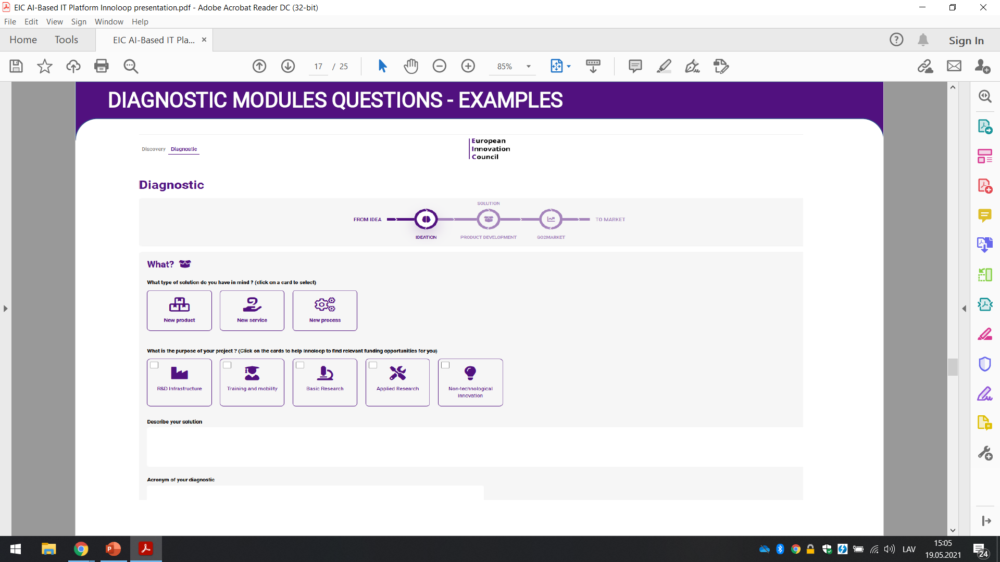 EIC AI-Based IT Platform Innoloop presentation.pdf - Adobe Acrobat Reader DC (32-bit)
File Edit View Sign Window Help
Home Tools EIC AI-Based IT Pla... ×
Sign In
17 / 25
85%
DIAGNOSTIC MODULES QUESTIONS - EXAMPLES
Discovery Diagnostic
European
Innovation
Council
Diagnostic
SOLUTION
FROM IDEA
TO MARKET
IDEATION
PRODUCT DEVELOPMENT
GO2MARKET
What?
What type of solution do you have in mind ? (click on a card to select)
New product
New service
New process
What is the purpose of your project ? (Click on the cards to help Innoloop to find relevant funding opportunities for you)
R&D Infrastructure
Training and mobility
Basic Research
Applied Research
Non-technological
innovation
Describe your solution
Acronym of your diagnostic
LAV
15:05
19.05.2021
24